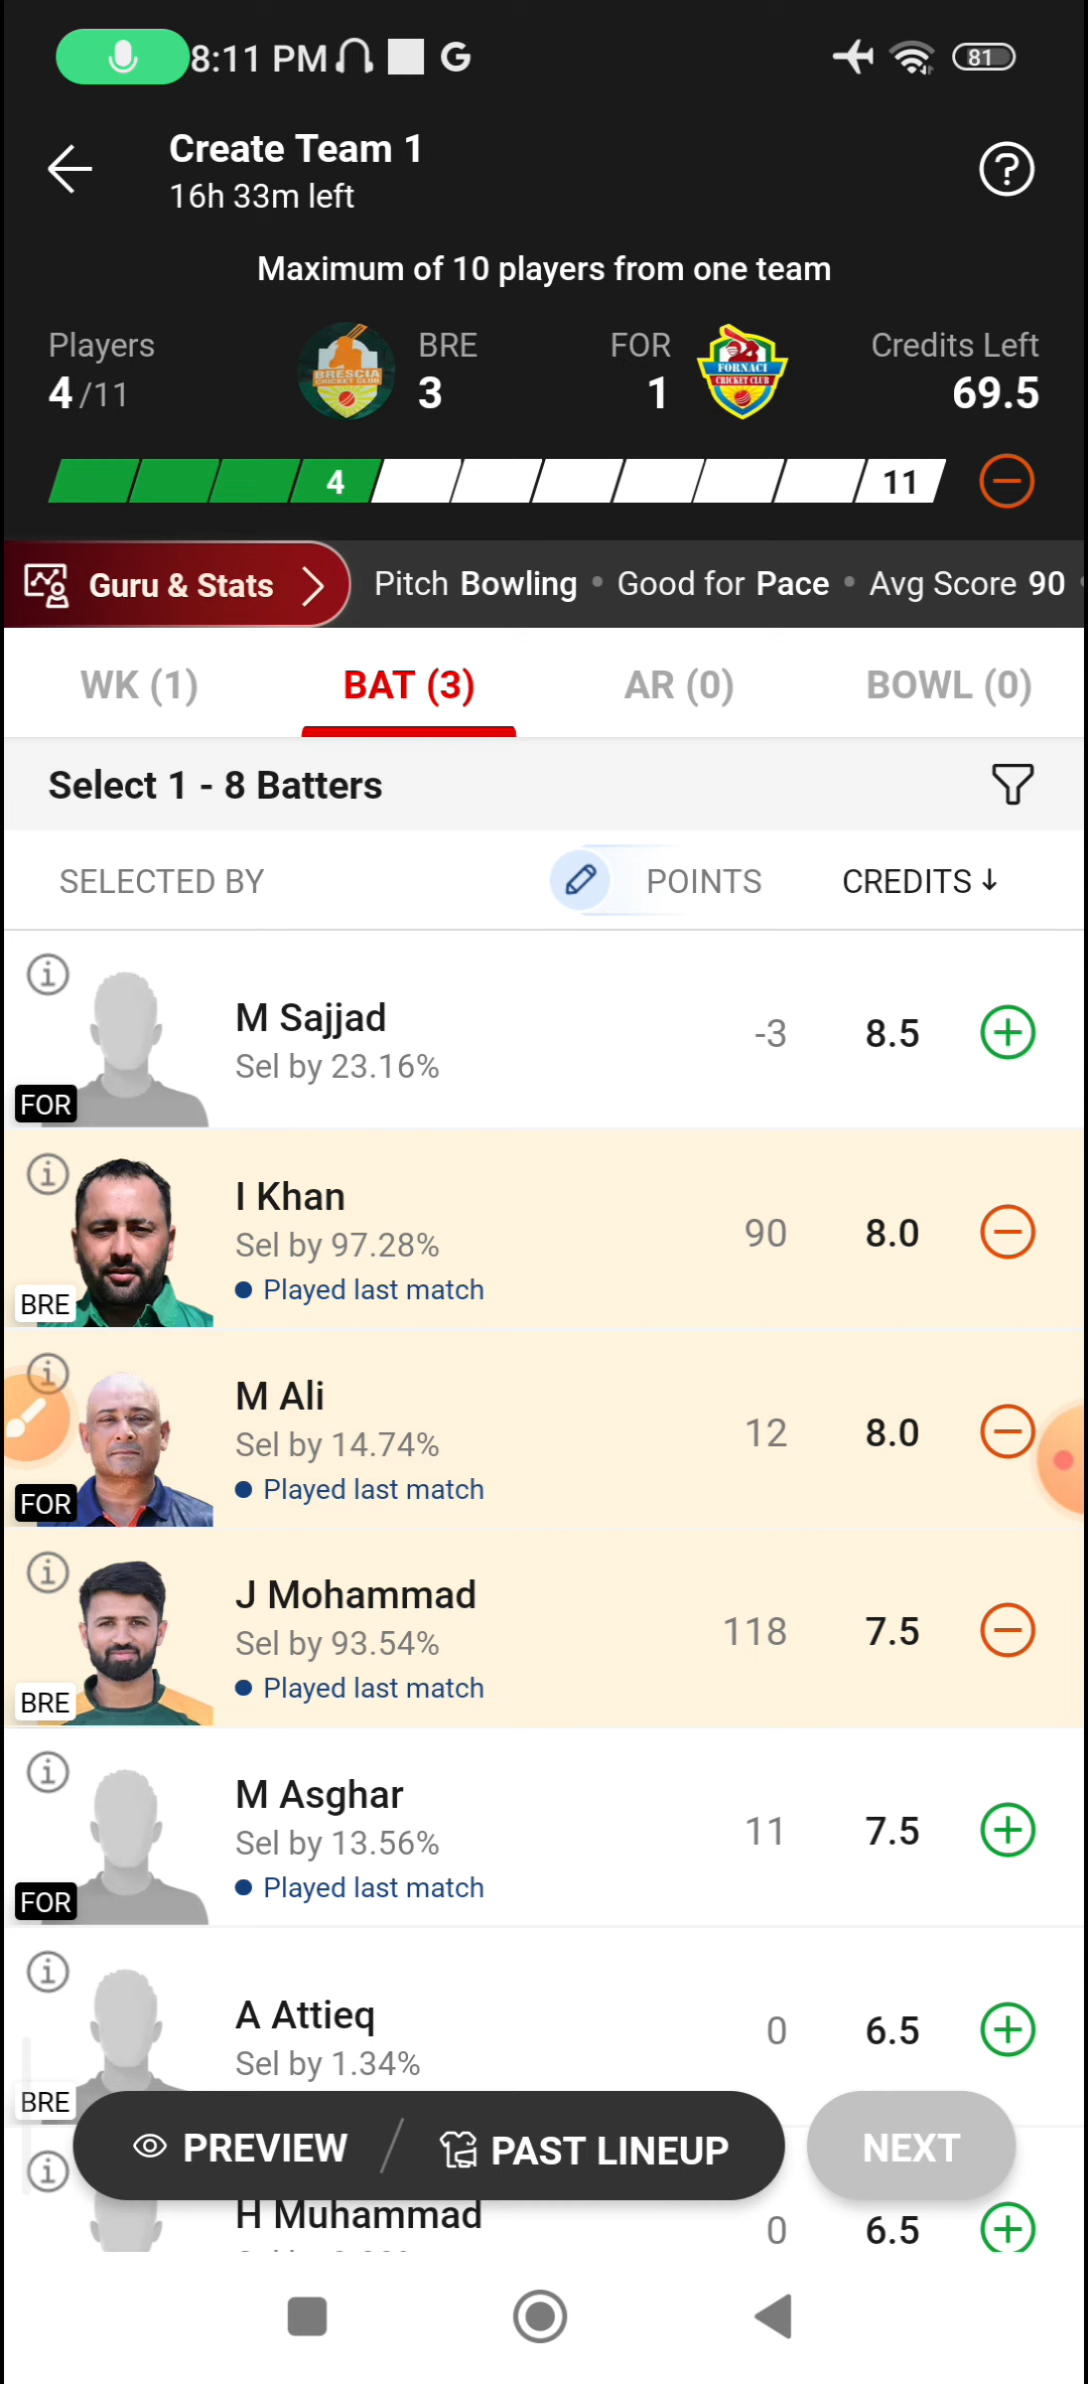 8:11 PM G 81
Create Team 1
16h 33m left
Maximum of 10 players from one team
Players BRE FOR Credits Left
4/11 3 1 69.5
BRESCIA
CRICKET CLUB
FORNACI
CRICKET CLUB
4 11
Guru & Stats Pitch Bowling • Good for Pace • Avg Score 90
WK (1) BAT (3) AR (0) BOWL (0)
Select 1 - 8 Batters
SELECTED BY POINTS CREDITS ↓
M Sajjad -3 8.5
Sel by 23.16%
FOR
I Khan 90 8.0
Sel by 97.28%
Played last match
BRE
M Ali 12 8.0
Sel by 14.74%
Played last match
FOR
J Mohammad 118 7.5
Sel by 93.54%
Played last match
BRE
M Asghar 11 7.5
Sel by 13.56%
Played last match
FOR
A Attieq 0 6.5
Sel by 1.34%
BRE
PREVIEW / PAST LINEUP NEXT
H Muhammad 0 6.5